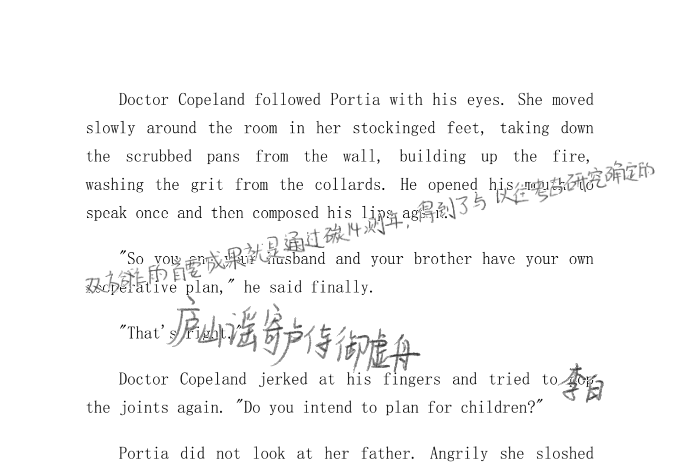 Doctor Copeland followed Portia with his eyes. She moved
slowly around the room in her stockinged feet, taking down
the scrubbed pans from the wall, building up the fire,
washing the grit from the collards. He opened his mouth to
speak once and then composed his lips again.
得到了与以往考古研究确定的
"So you and your husband and your brother have your own
的首要成果就是通过碳14测年,
cooperative plan," he said finally.
"That's right."
庐山谣寄卢侍御虚舟
Doctor Copeland jerked at his fingers and tried to pop
李白
the joints again. "Do you intend to plan for children?"
Portia did not look at her father. Angrily she sloshed